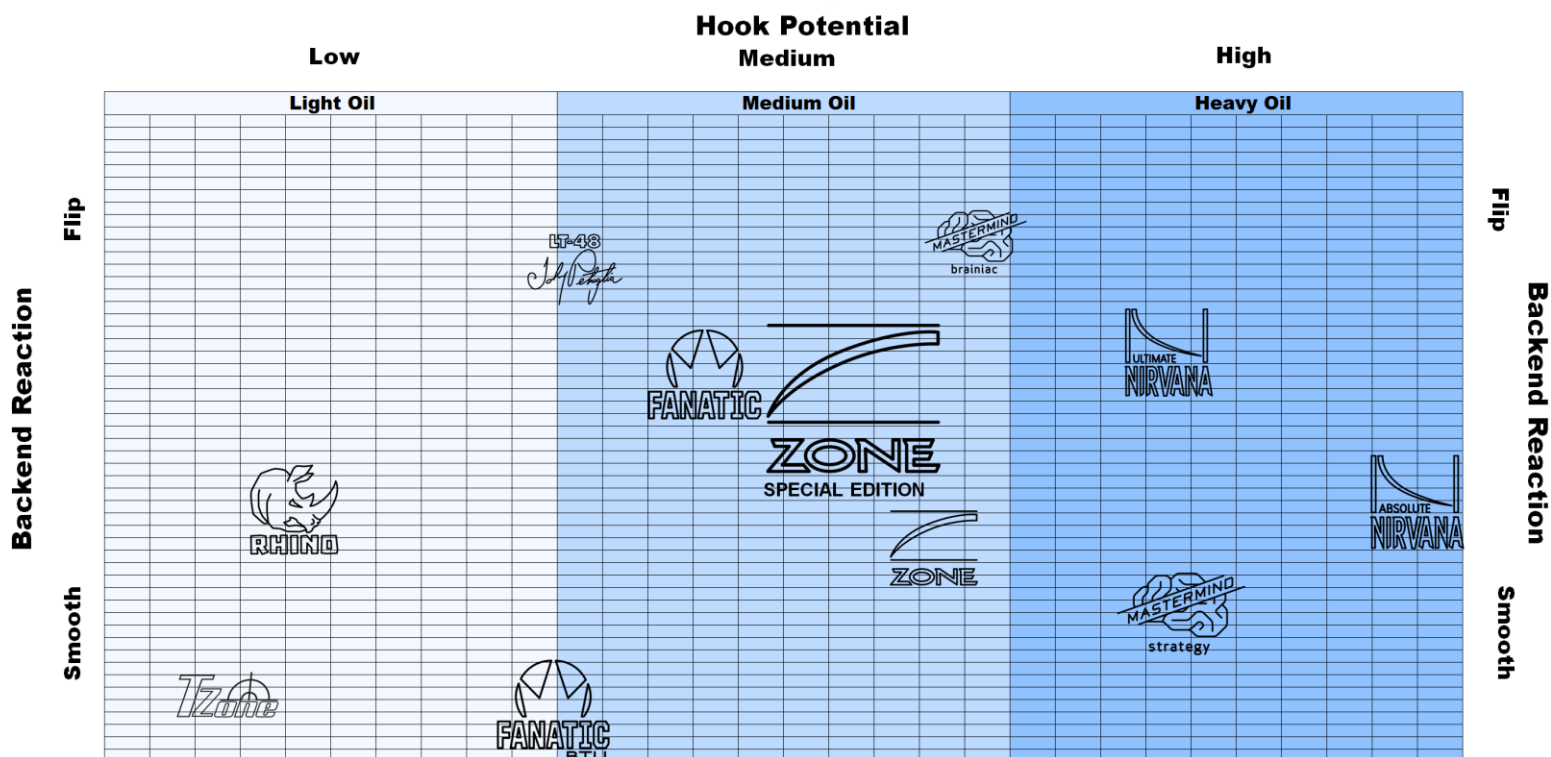 Hook Potential
Low
Medium
High
Light Oil
Medium Oil
Heavy Oil
Flip
Flip
LT-48
MASTERMIND
brainiac
Backend Reaction
Backend Reaction
FANATIC
ZONE
SPECIAL EDITION
ULTIMATE
NIRVANA
RHINO
ABSOLUTE
NIRVANA
ZONE
MASTERMIND
strategy
Smooth
Smooth
TZone
FANATIC